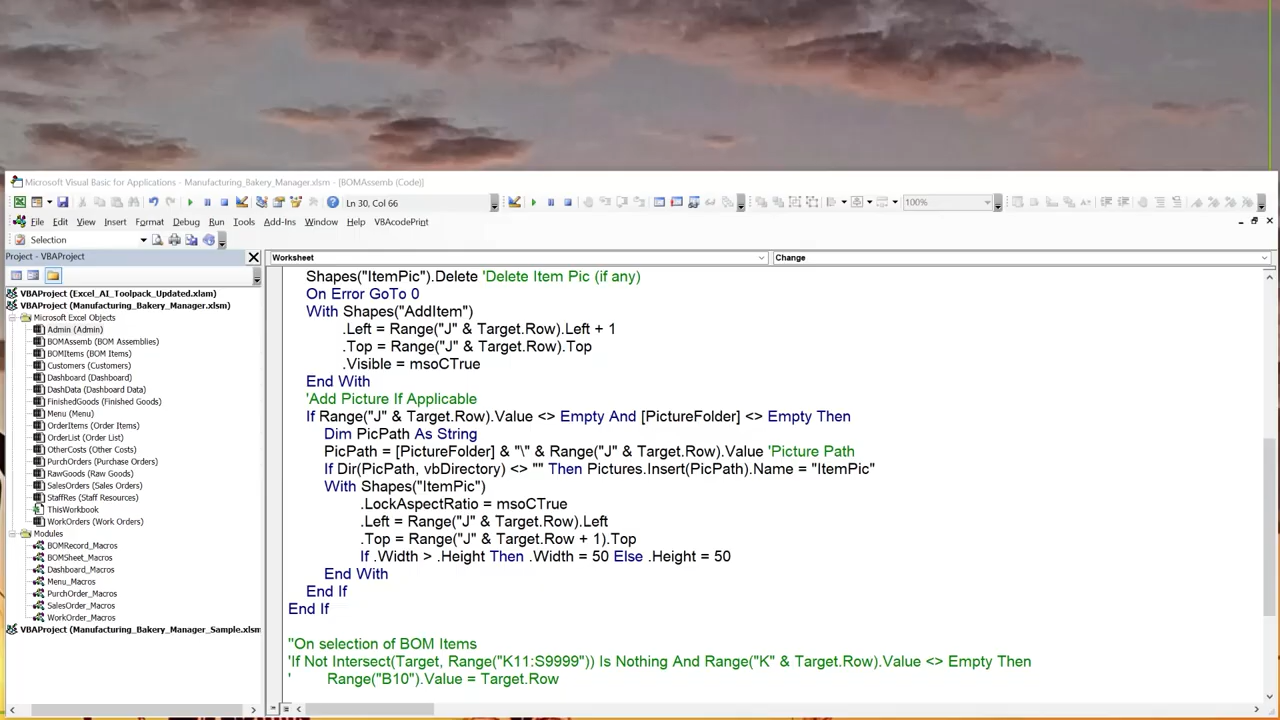 Microsoft Visual Basic for Applications - Manufacturing_Bakery_Manager.xlsm - [BOMAssemb (Code)]
Ln 30, Col 66
100%
File Edit View Insert Format Debug Run Tools Add-Ins Window Help VBAcodePrint
Selection
Project - VBAProject
Worksheet
Change
VBAProject (Excel_AI_Toolpack_Updated.xlam)
VBAProject (Manufacturing_Bakery_Manager.xlsm)
Microsoft Excel Objects
Admin (Admin)
BOMAssemb (BOM Assemblies)
BOMItems (BOM Items)
Customers (Customers)
Dashboard (Dashboard)
DashData (Dashboard Data)
FinishedGoods (Finished Goods)
Menu (Menu)
OrderItems (Order Items)
OrderList (Order List)
OtherCosts (Other Costs)
PurchOrders (Purchase Orders)
RawGoods (Raw Goods)
SalesOrders (Sales Orders)
StaffRes (Staff Resources)
ThisWorkbook
WorkOrders (Work Orders)
Modules
BOMRecord_Macros
BOMSheet_Macros
Dashboard_Macros
Menu_Macros
PurchOrder_Macros
SalesOrder_Macros
WorkOrder_Macros
VBAProject (Manufacturing_Bakery_Manager_Sample.xlsm
Shapes("ItemPic").Delete 'Delete Item Pic (if any)
On Error GoTo 0
With Shapes("AddItem")
.Left = Range("J" & Target.Row).Left + 1
.Top = Range("J" & Target.Row).Top
.Visible = msoCTrue
End With
'Add Picture If Applicable
If Range("J" & Target.Row).Value <> Empty And [PictureFolder] <> Empty Then
Dim PicPath As String
PicPath = [PictureFolder] & "\" & Range("J" & Target.Row).Value 'Picture Path
If Dir(PicPath, vbDirectory) <> "" Then Pictures.Insert(PicPath).Name = "ItemPic"
With Shapes("ItemPic")
.LockAspectRatio = msoCTrue
.Left = Range("J" & Target.Row).Left
.Top = Range("J" & Target.Row + 1).Top
If .Width > .Height Then .Width = 50 Else .Height = 50
End With
End If
End If
''On selection of BOM Items
'If Not Intersect(Target, Range("K11:S9999")) Is Nothing And Range("K" & Target.Row).Value <> Empty Then
' Range("B10").Value = Target.Row